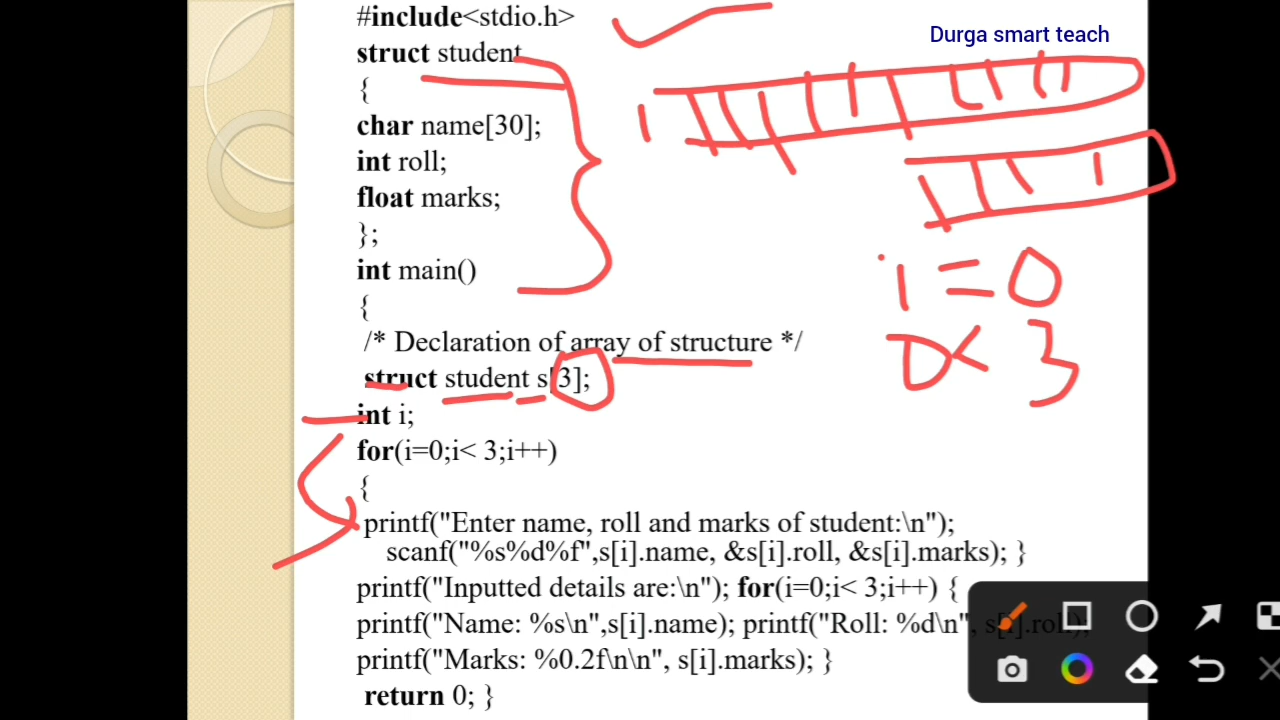 #include<stdio.h>
Durga smart teach
struct student
{
char name[30];
int roll;
float marks;
};
int main()
{
/* Declaration of array of structure */
struct student s[3];
int i;
for(i=0;i< 3;i++)
{
printf("Enter name, roll and marks of student:\n");
scanf("%s%d%f",s[i].name, &s[i].roll, &s[i].marks); }
printf("Inputted details are:\n"); for(i=0;i< 3;i++) {
printf("Name: %s\n",s[i].name); printf("Roll: %d\n", s[i].roll);
printf("Marks: %0.2f\n\n", s[i].marks); }
return 0; }
i = 0
0< 3